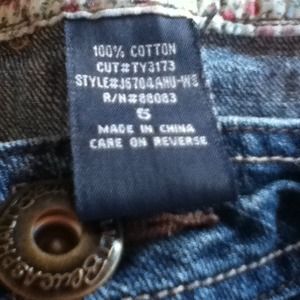 100% COTTON
CUT#TY3173
STYLE#J5704AHU-WS
R/N#88083
5
MADE IN CHINA
CARE ON REVERSE